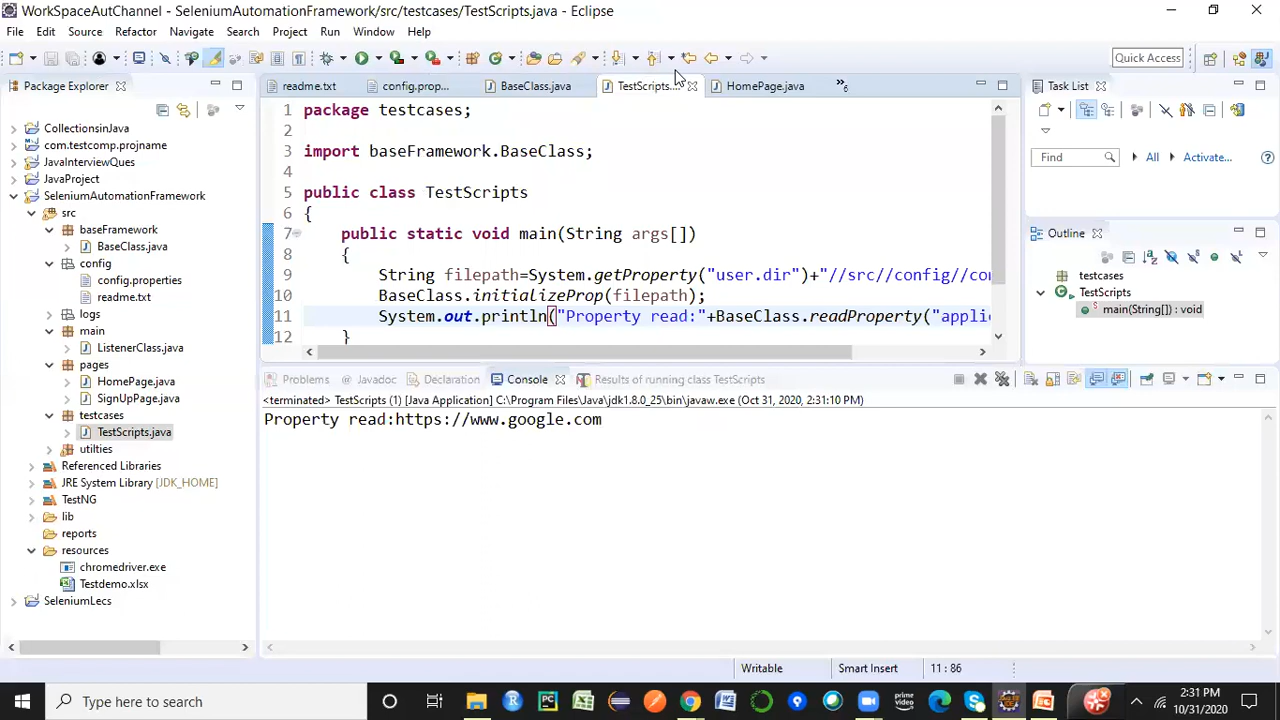 WorkSpaceAutChannel - SeleniumAutomationFramework/src/testcases/TestScripts.java - Eclipse
File Edit Source Refactor Navigate Search Project Run Window Help
Quick Access
Package Explorer
CollectionsinJava
com.testcomp.projname
JavaInterviewQues
JavaProject
SeleniumAutomationFramework
src
baseFramework
BaseClass.java
config
config.properties
readme.txt
logs
main
ListenerClass.java
pages
HomePage.java
SignUpPage.java
testcases
TestScripts.java
utilties
Referenced Libraries
JRE System Library [JDK_HOME]
TestNG
lib
reports
resources
chromedriver.exe
Testdemo.xlsx
SeleniumLecs
readme.txt config.prop... BaseClass.java TestScripts.... HomePage.java »6
1 package testcases;
2
3 import baseFramework.BaseClass;
4
5 public class TestScripts
6 {
7 public static void main(String args[])
8 {
9 String filepath=System.getProperty("user.dir")+"//src//config//con
10 BaseClass.initializeProp(filepath);
11 System.out.println("Property read:"+BaseClass.readProperty("applic
12 }
Task List
Find All Activate...
Outline
testcases
TestScripts
main(String[]) : void
Problems Javadoc Declaration Console Results of running class TestScripts
<terminated> TestScripts (1) [Java Application] C:\Program Files\Java\jdk1.8.0_25\bin\javaw.exe (Oct 31, 2020, 2:31:10 PM)
Property read:https://www.google.com
Writable Smart Insert 11 : 86
Type here to search
prime video
2:31 PM
10/31/2020